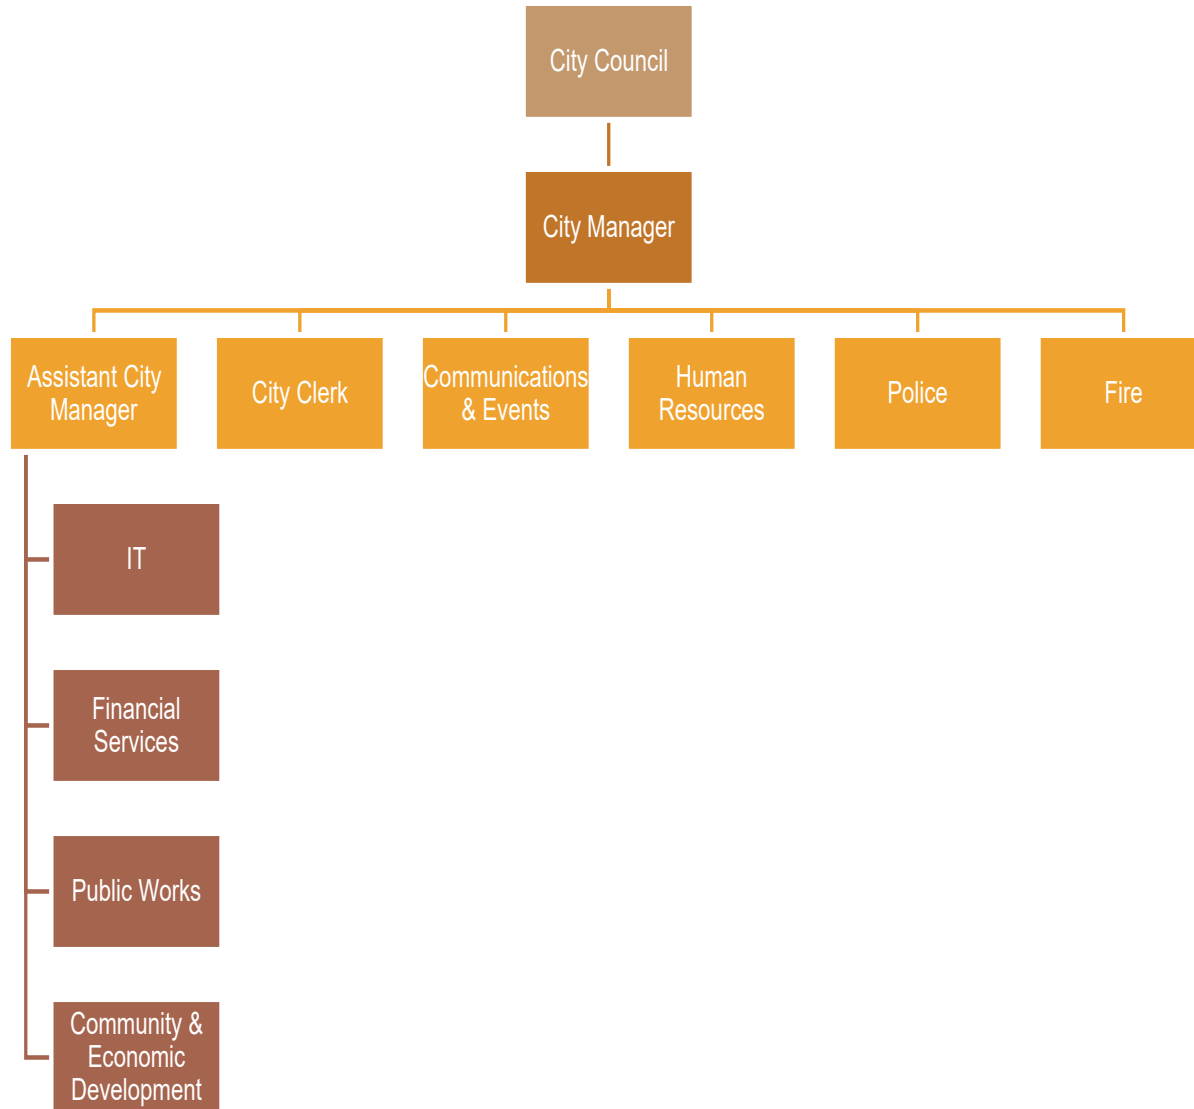 City Council
City Manager
Assistant City
Manager
City Clerk
Communications
& Events
Human
Resources
Police
Fire
IT
Financial
Services
Public Works
Community &
Economic
Development